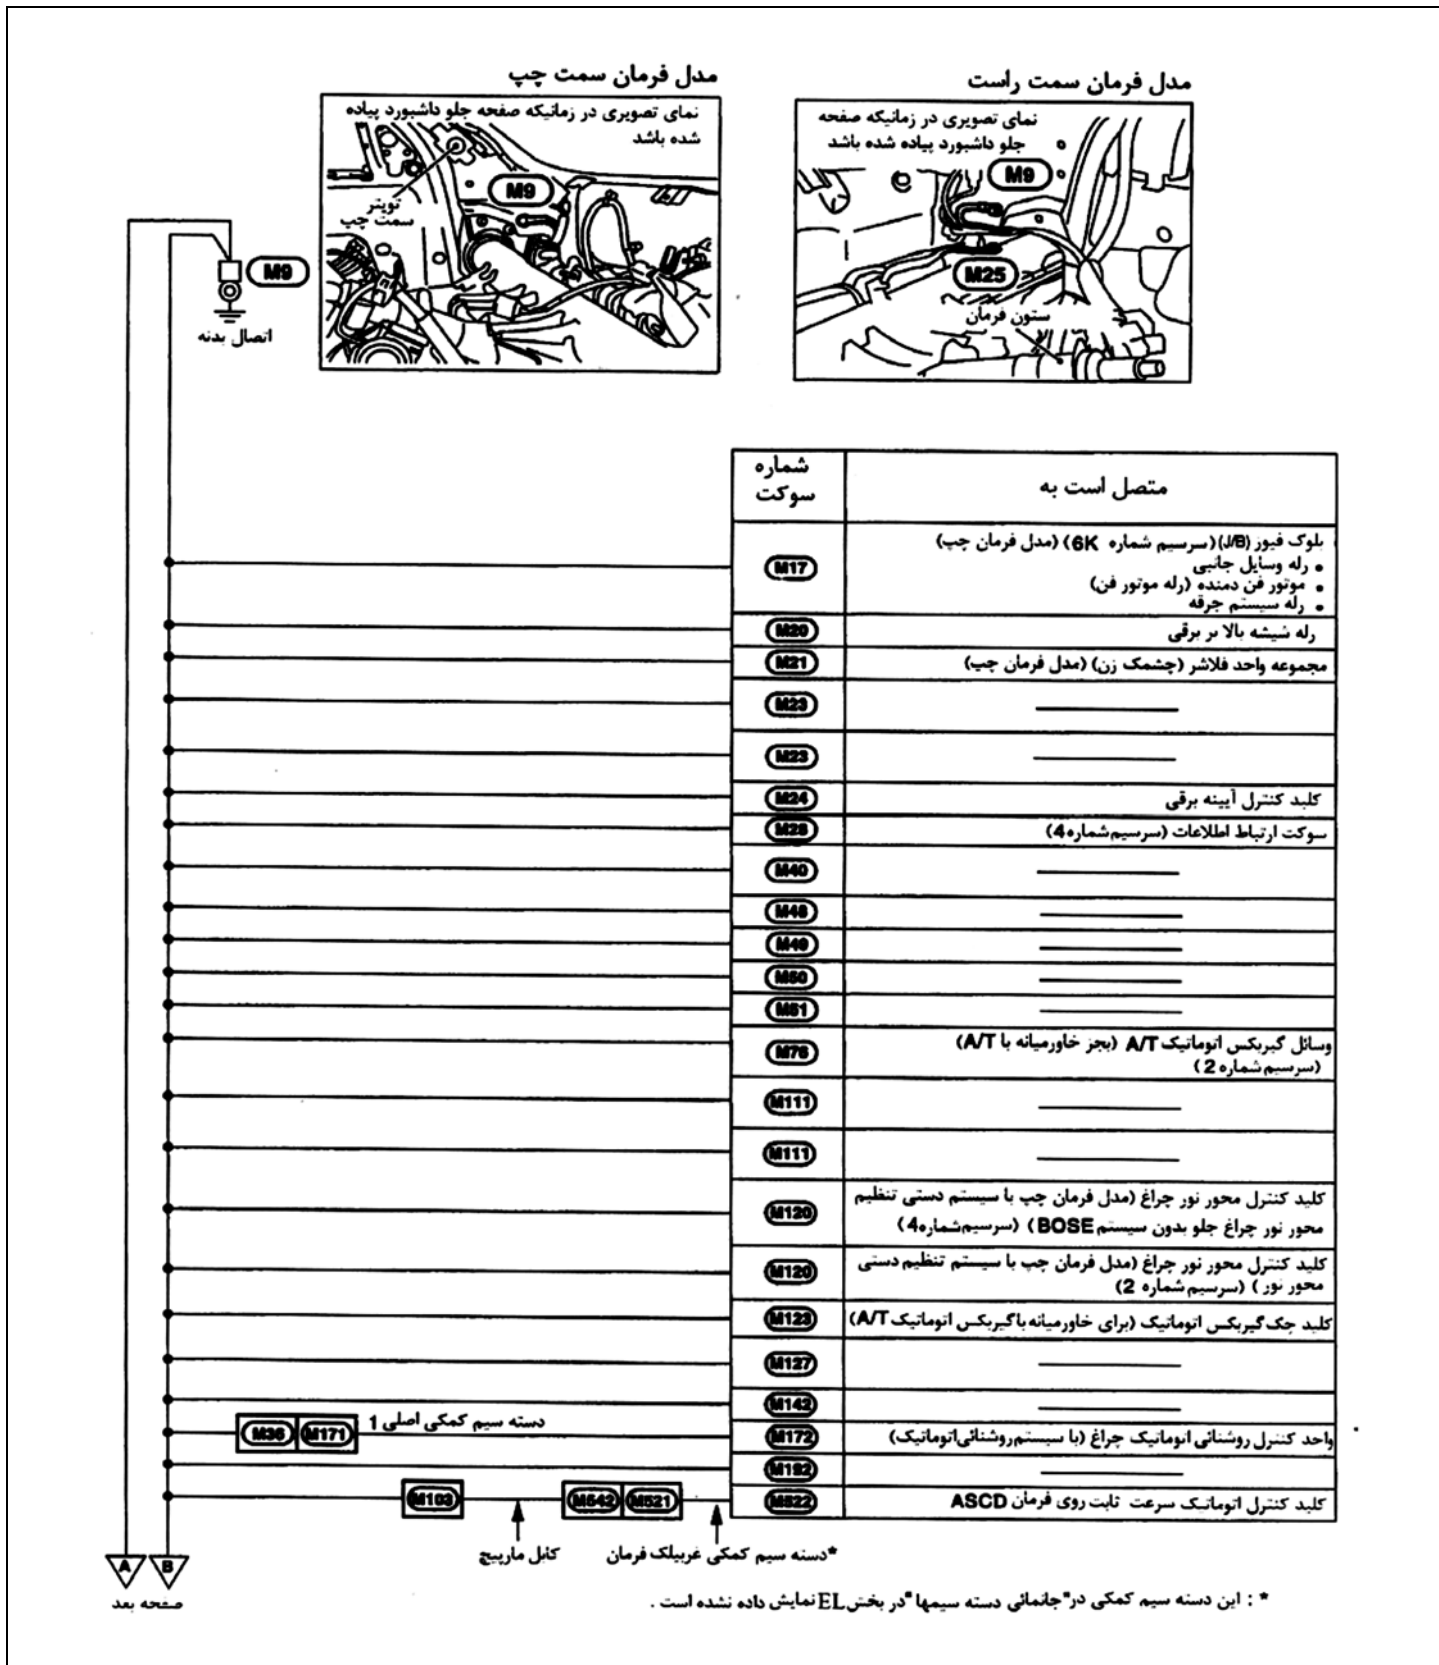 مدل فرمان سمت چپ
نمای تصویری در زمانیکه صفحه جلو داشبورد پیاده
شده باشد
M9
تویتر
سمت چپ
مدل فرمان سمت راست
نمای تصویری در زمانیکه صفحه
جلو داشبورد پیاده شده باشد
M9
M25
ستون فرمان
M9
اتصال بدنه
شماره
سوکت
متصل است به
M17
بلوک فیوز (J/B) (سرسیم شماره 6K) (مدل فرمان چپ)
• رله وسایل جانبی
• موتور فن دمنده (رله موتور فن)
• رله سیستم جرقه
M20
رله شیشه بالا بر برقی
M21
مجموعه واحد فلاشر (چشمک زن) (مدل فرمان چپ)
M23
M23
M24
کلید کنترل آیینه برقی
سوکت ارتباط اطلاعات (سرسیم شماره 4)
M40
M48
M49
M50
M51
M76
وسائل گیربکس اتوماتیک A/T (بجز خاورمیانه با A/T)
(سرسیم شماره 2)
M111
M111
M120
کلید کنترل محور نور چراغ (مدل فرمان چپ با سیستم دستی تنظیم
محور نور چراغ جلو بدون سیستم BOSE) (سرسیم شماره 4)
M120
کلید کنترل محور نور چراغ (مدل فرمان چپ با سیستم تنظیم دستی
محور نور) (سرسیم شماره 2)
M123
کلید چک گیربکس اتوماتیک (برای خاورمیانه با گیربکس اتوماتیک A/T)
M127
M142
دسته سیم کمکی اصلی 1
M36 M171
M172
واحد کنترل روشنائی اتوماتیک چراغ (با سیستم روشنائی اتوماتیک)
M192
M103
M542 M521
M522
کلید کنترل اتوماتیک سرعت ثابت روی فرمان ASCD
کابل مارپیچ
*دسته سیم کمکی غربیلک فرمان
A B
صفحه بعد
* : این دسته سیم کمکی در "جانمائی دسته سیمها" در بخش EL نمایش داده نشده است .